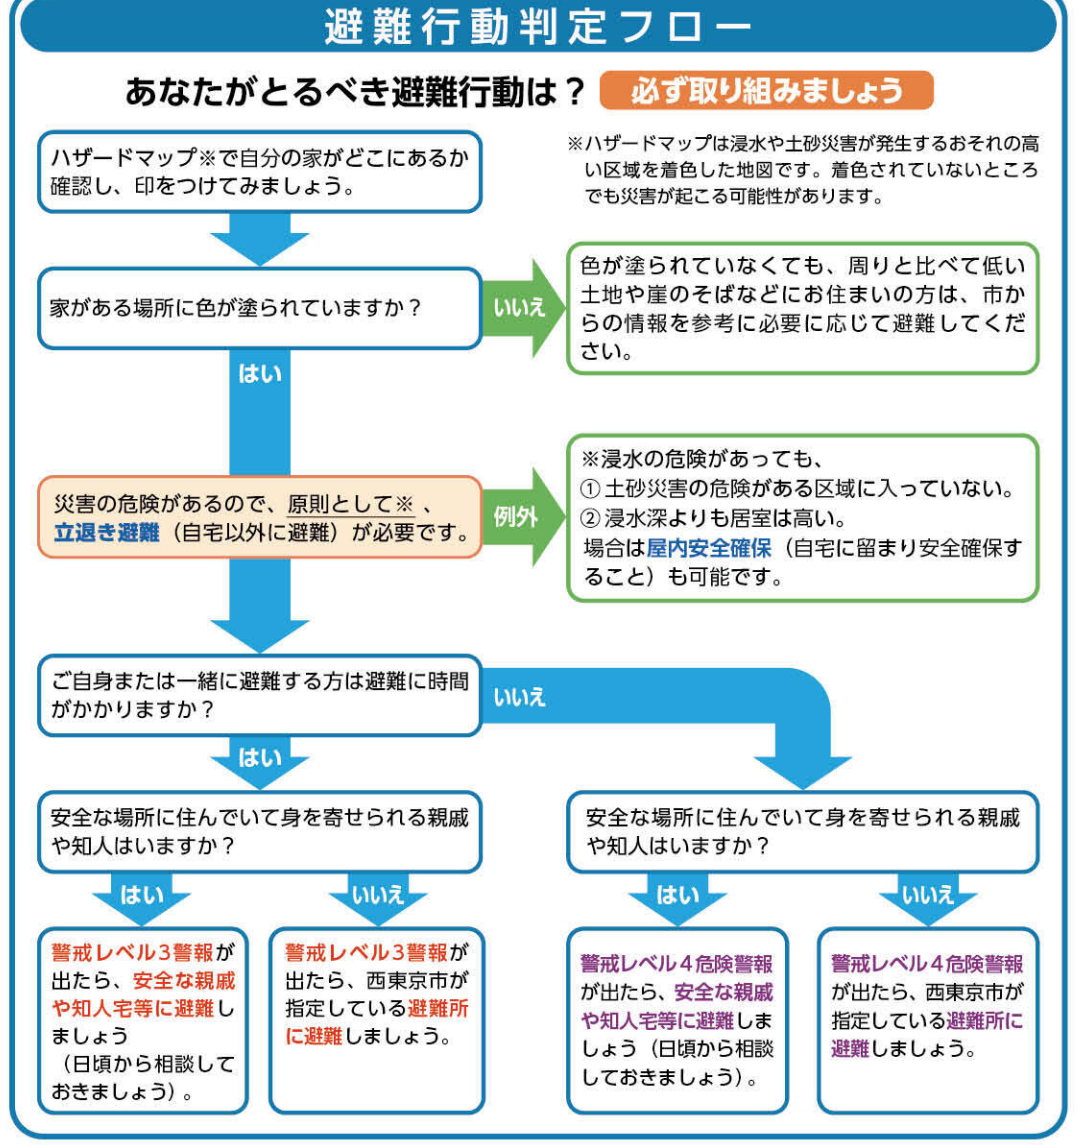 避難行動判定フロー
あなたがとるべき避難行動は？
必ず取り組みましょう
ハザードマップ※で自分の家がどこにあるか
確認し、印をつけてみましょう。
※ハザードマップは浸水や土砂災害が発生するおそれの高
い区域を着色した地図です。着色されていないところ
でも災害が起こる可能性があります。
家がある場所に色が塗られていますか？
いいえ
色が塗られていなくても、周りと比べて低い
土地や崖のそばなどにお住まいの方は、市か
らの情報を参考に必要に応じて避難してくだ
さい。
はい
災害の危険があるので、原則として※、
立退き避難（自宅以外に避難）が必要です。
例外
※浸水の危険があっても、
①土砂災害の危険がある区域に入っていない。
②浸水深よりも居室は高い。
場合は屋内安全確保（自宅に留まり安全確保す
ること）も可能です。
ご自身または一緒に避難する方は避難に時間
がかかりますか？
いいえ
はい
安全な場所に住んでいて身を寄せられる親戚
や知人はいますか？
安全な場所に住んでいて身を寄せられる親戚
や知人はいますか？
はい
いいえ
はい
いいえ
警戒レベル3警報が
出たら、安全な親戚
や知人宅等に避難し
ましょう
（日頃から相談して
おきましょう）。
警戒レベル3警報が
出たら、西東京市が
指定している避難所
に避難しましょう。
警戒レベル４危険警報
が出たら、安全な親戚
や知人宅等に避難しま
しょう（日頃から相談
しておきましょう）。
警戒レベル４危険警報
が出たら、西東京市が
指定している避難所に
避難しましょう。